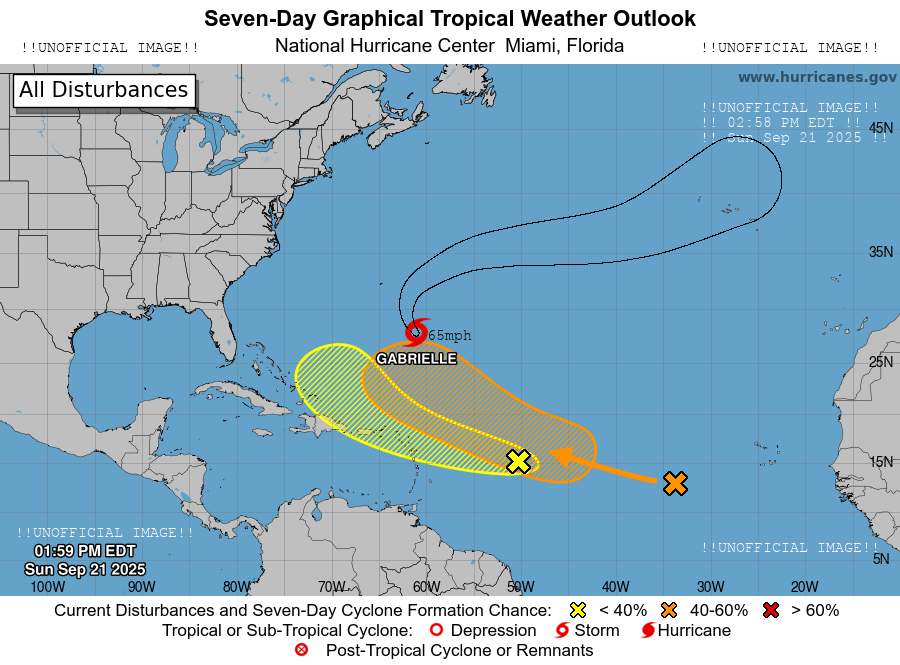 Seven-Day Graphical Tropical Weather Outlook
!!UNOFFICIAL IMAGE!!
National Hurricane Center Miami, Florida
!!UNOFFICIAL IMAGE!!
All Disturbances
www.hurricanes.gov
!!UNOFFICIAL IMAGE!!
!! 02:58 PM EDT !!
!! Sun Sep 21 2025 !!
45N
35N
65mph
GABRIELLE
25N
15N
!!UNOFFICIAL IMAGE!!
01:59 PM EDT
Sun Sep 21 2025
!!UNOFFICIAL IMAGE!!
5N
100W 90W 80W 70W 60W 50W 40W 30W 20W
Current Disturbances and Seven-Day Cyclone Formation Chance: < 40% 40-60% > 60%
Tropical or Sub-Tropical Cyclone: Depression Storm Hurricane
Post-Tropical Cyclone or Remnants